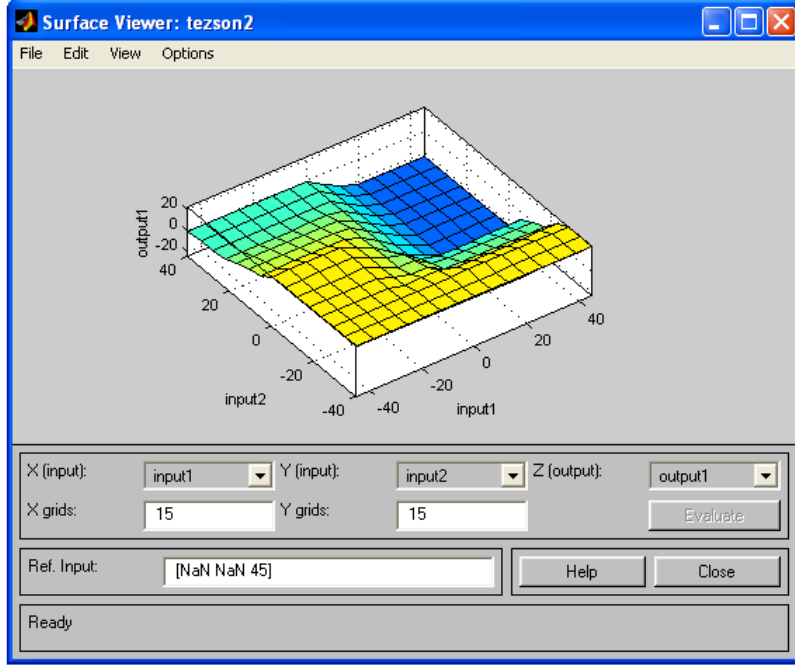 Surface Viewer: tezson2
File Edit View Options
20
0
-20
output1
40
20
0
-20
-40
input2
-40
-20
0
20
40
input1
X (input): input1 Y (input): input2 Z (output): output1
X grids: 15 Y grids: 15 Evaluate
Ref. Input: [NaN NaN 45] Help Close
Ready